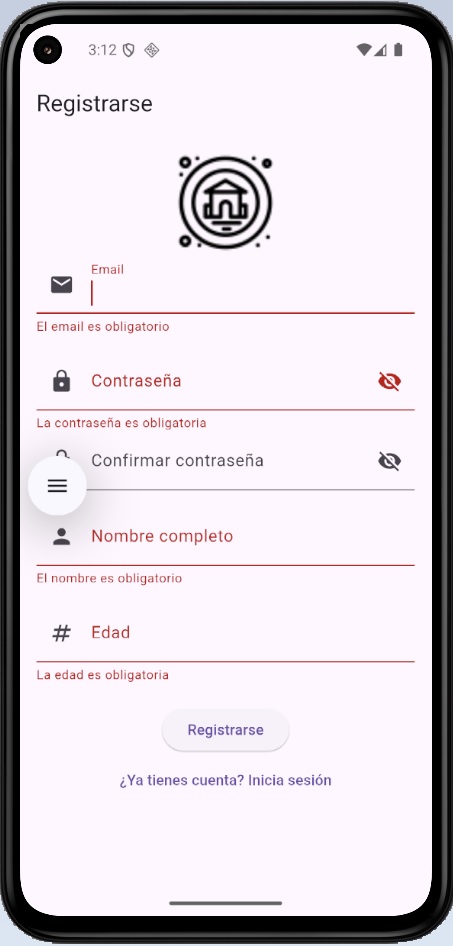 3:12
Registrarse
Email
El email es obligatorio
Contraseña
La contraseña es obligatoria
Confirmar contraseña
Nombre completo
El nombre es obligatorio
# Edad
La edad es obligatoria
Registrarse
¿Ya tienes cuenta? Inicia sesión